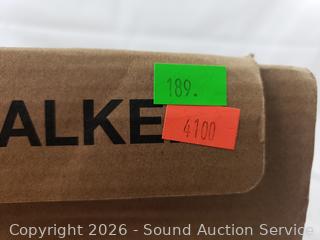 189.
ALKE
4100
Copyright 2026 - Sound Auction Service